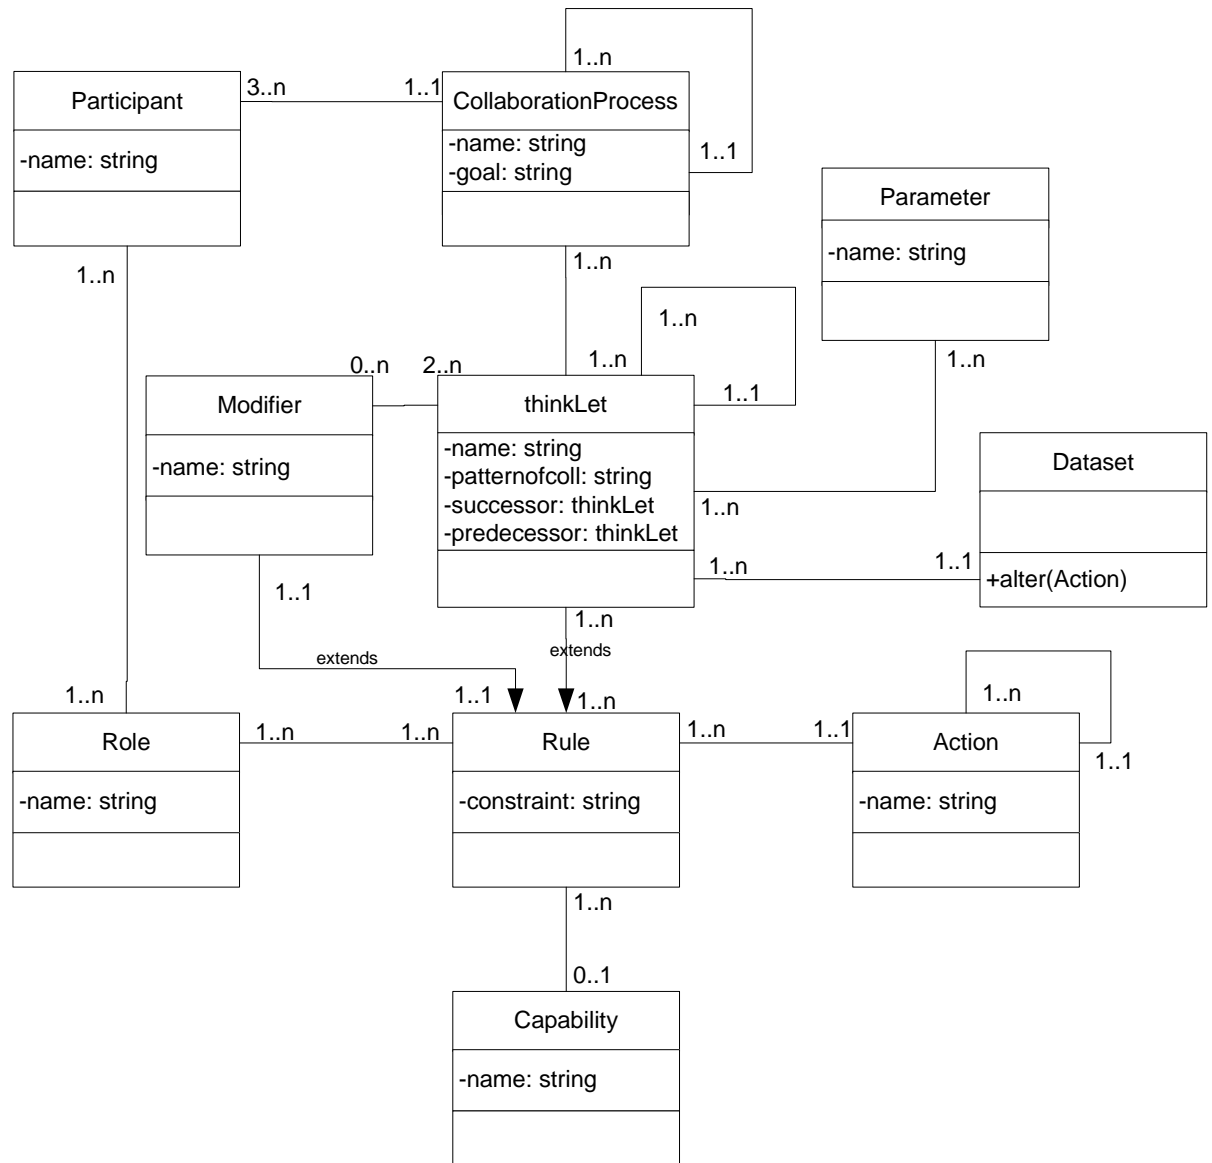 1..n
3..n
1..1
Participant
CollaborationProcess
-name: string
-name: string
-goal: string
1..1
Parameter
-name: string
1..n
1..n
1..n
1..n
1..n
0..n
2..n
1..1
Modifier
thinkLet
-name: string
-name: string
-patternofcoll: string
-successor: thinkLet
-predecessor: thinkLet
Dataset
1..n
1..n
1..1
+alter(Action)
1..1
1..n
extends
extends
1..n
1..1
1..n
1..n
Role
1..n
1..n
Rule
1..n
1..1
Action
1..1
-name: string
-constraint: string
-name: string
1..n
0..1
Capability
-name: string